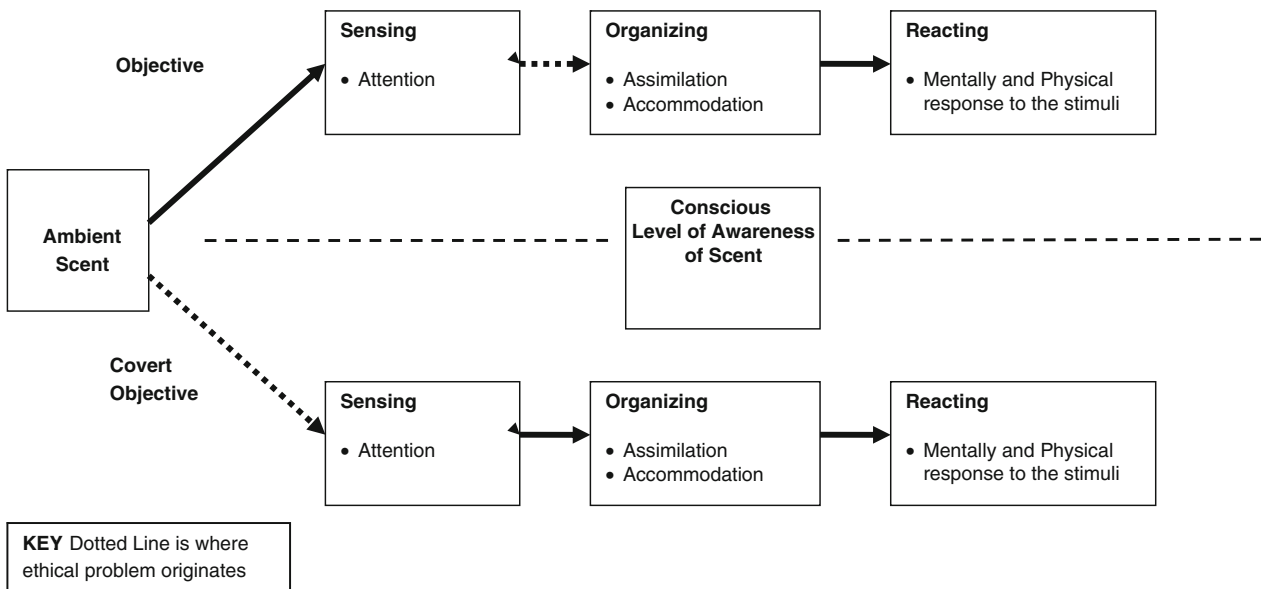 Objective
Sensing
• Attention
Organizing
• Assimilation
• Accommodation
Reacting
• Mentally and Physical
response to the stimuli
Ambient
Scent
Conscious
Level of Awareness
of Scent
Covert
Objective
Sensing
• Attention
Organizing
• Assimilation
• Accommodation
Reacting
• Mentally and Physical
response to the stimuli
KEY Dotted Line is where
ethical problem originates